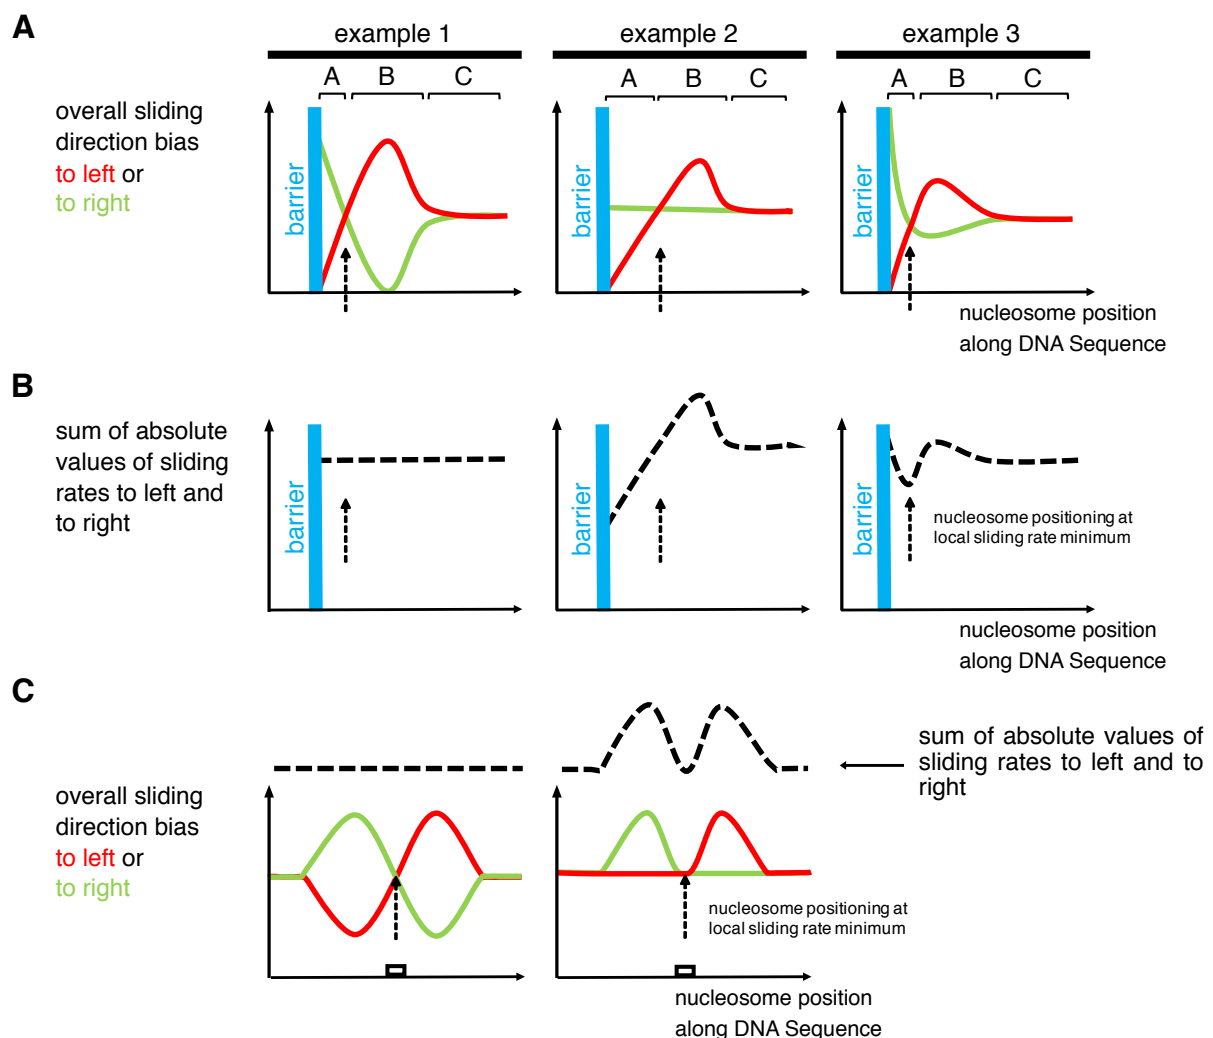 A
example 1
example 2
example 3
A B C
A B C
A B C
overall sliding
direction bias
to left or
to right
barrier
barrier
barrier
nucleosome position
along DNA Sequence
B
sum of absolute
values of sliding
rates to left and
to right
barrier
barrier
barrier
nucleosome positioning at
local sliding rate minimum
nucleosome position
along DNA Sequence
C
sum of absolute values of
sliding rates to left and to
right
overall sliding
direction bias
to left or
to right
nucleosome positioning at
local sliding rate minimum
nucleosome position
along DNA Sequence